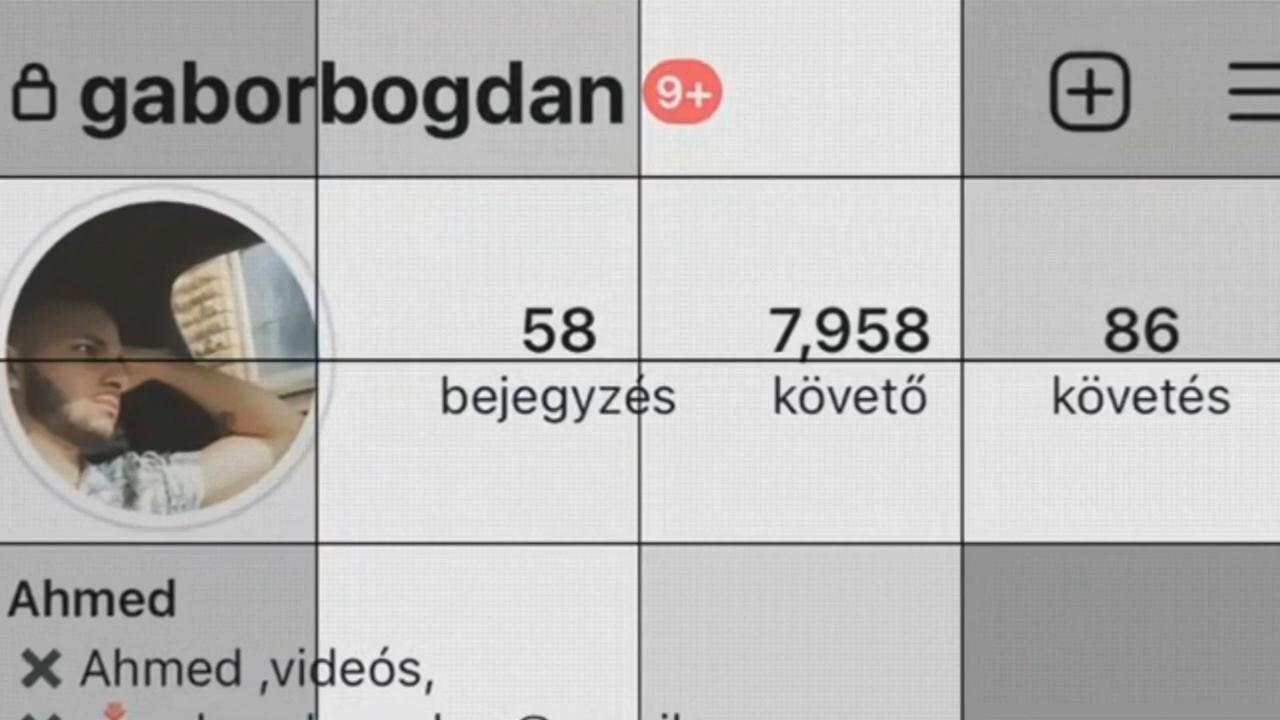 gaborbogdan 9+
58 7,958 86
bejegyzés követő követés
Ahmed
Ahmed ,videós,